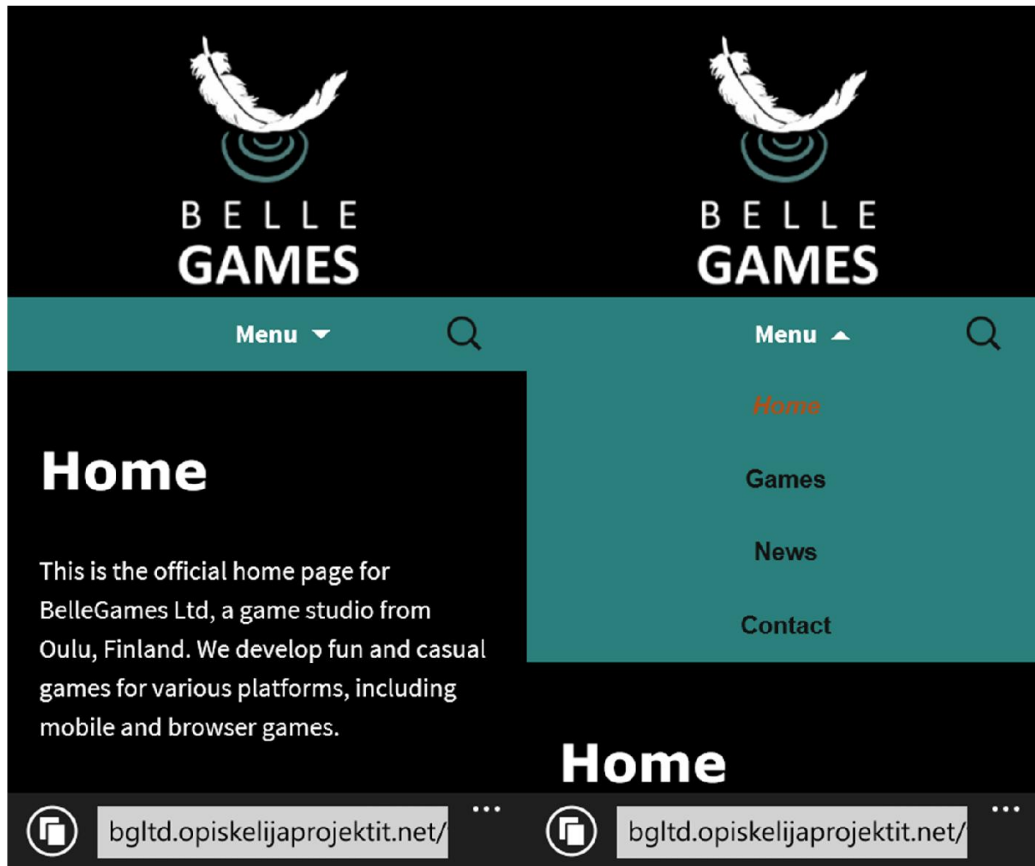 BELLE
GAMES
Menu
Home
This is the official home page for
BelleGames Ltd, a game studio from
Oulu, Finland. We develop fun and casual
games for various platforms, including
mobile and browser games.
bgltd.opiskelijaprojektit.net/
BELLE
GAMES
Menu
Home
Games
News
Contact
Home
bgltd.opiskelijaprojektit.net/